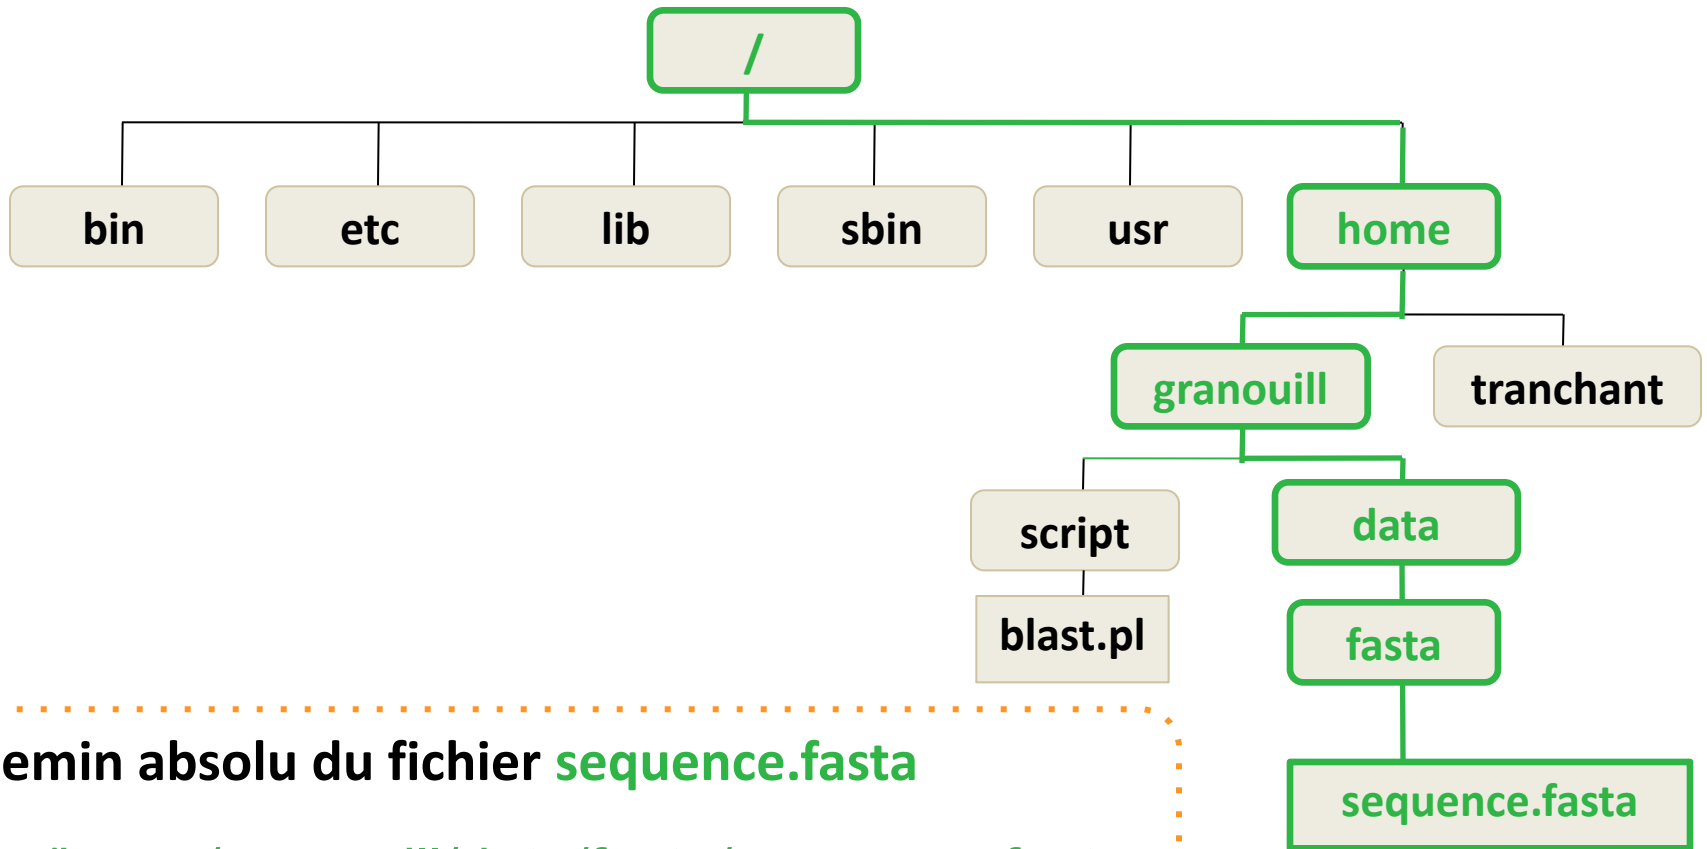 /
bin
etc
lib
sbin
usr
home
granouill
tranchant
script
data
blast.pl
fasta
emin absolu du fichier sequence.fasta
sequence.fasta